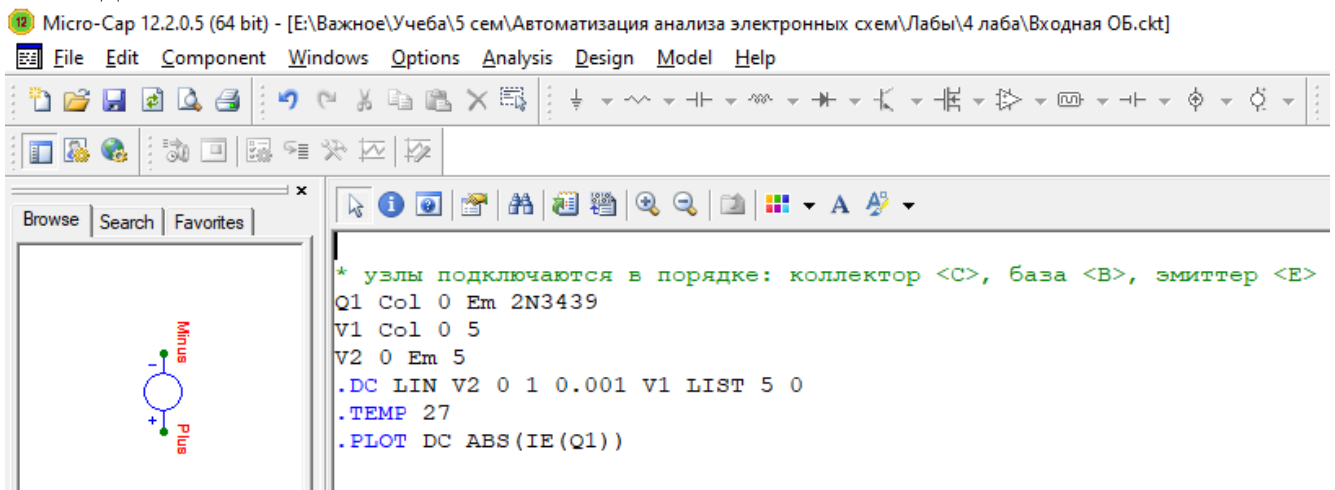 Micro-Cap 12.2.0.5 (64 bit) - [E:\Важное\Учеба\5 сем\Автоматизация анализа электронных схем\Лабы\4 лаба\Входная ОБ.ckt]
File Edit Component Windows Options Analysis Design Model Help
Browse Search Favorites
Minus
Plus
* узлы подключаются в порядке: коллектор <C>, база <B>, эмиттер <E>
Q1 Col 0 Em 2N3439
V1 Col 0 5
V2 0 Em 5
.DC LIN V2 0 1 0.001 V1 LIST 5 0
.TEMP 27
.PLOT DC ABS(IE(Q1))